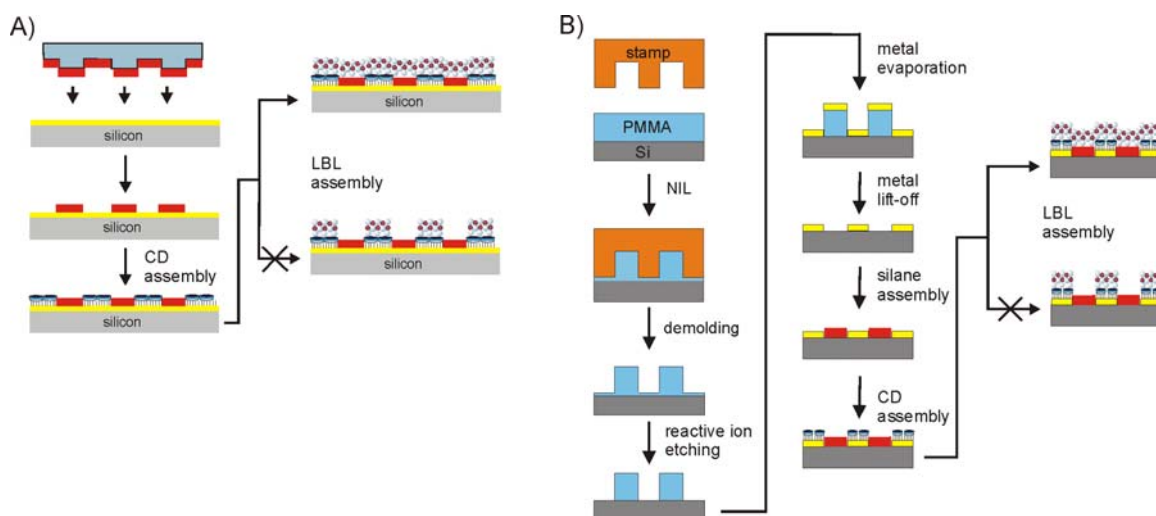 A)
silicon
silicon
CD
assembly
silicon
silicon
LBL
assembly
silicon
B)
stamp
PMMA
Si
NIL
demolding
reactive ion
etching
metal
evaporation
metal
lift-off
silane
assembly
CD
assembly
LBL
assembly